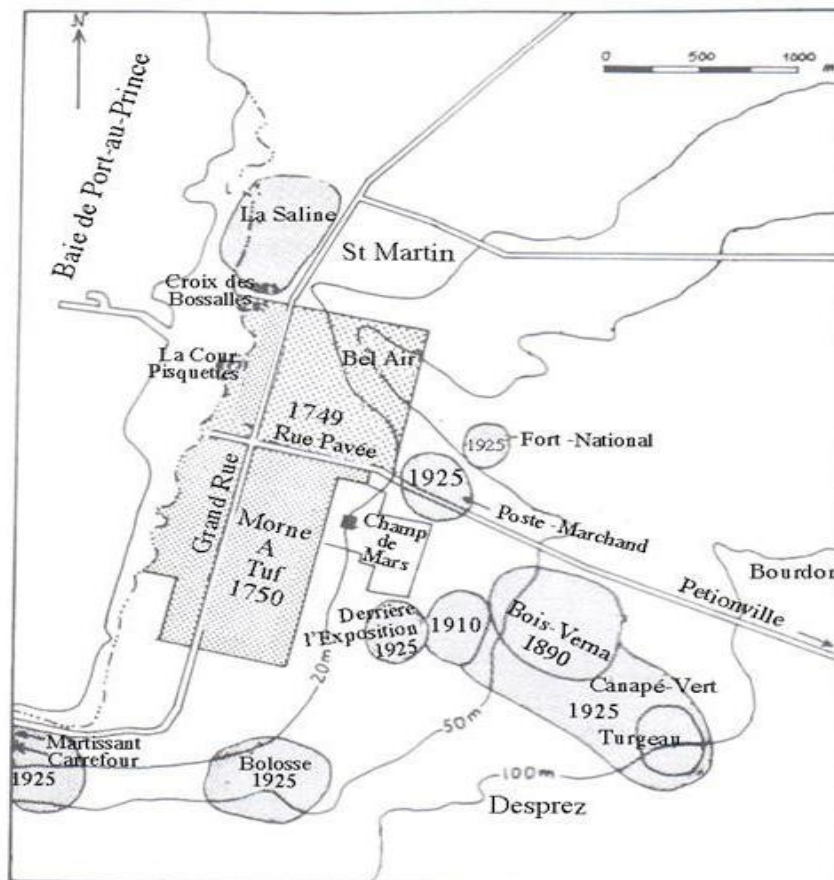 N
0 500 1000 m
Baie de Port-au-Prince
La Saline
St Martin
Croix des
Bossalles
La Cour
Pisquettes
Bel Air
1749
Rue Pavée
1925
Fort -National
1925
Poste -Marchand
Grand Rue
Morne
A
Tuf
1750
Champ
de
Mars
Bourdon
Petionville
Derrière
l'Exposition
1925
1910
Bois-Verna
1890
20m
Canapé-Vert
1925
Turgeau
50m
Martissant
Carrefour
1925
Bolosse
1925
100m
Desprez